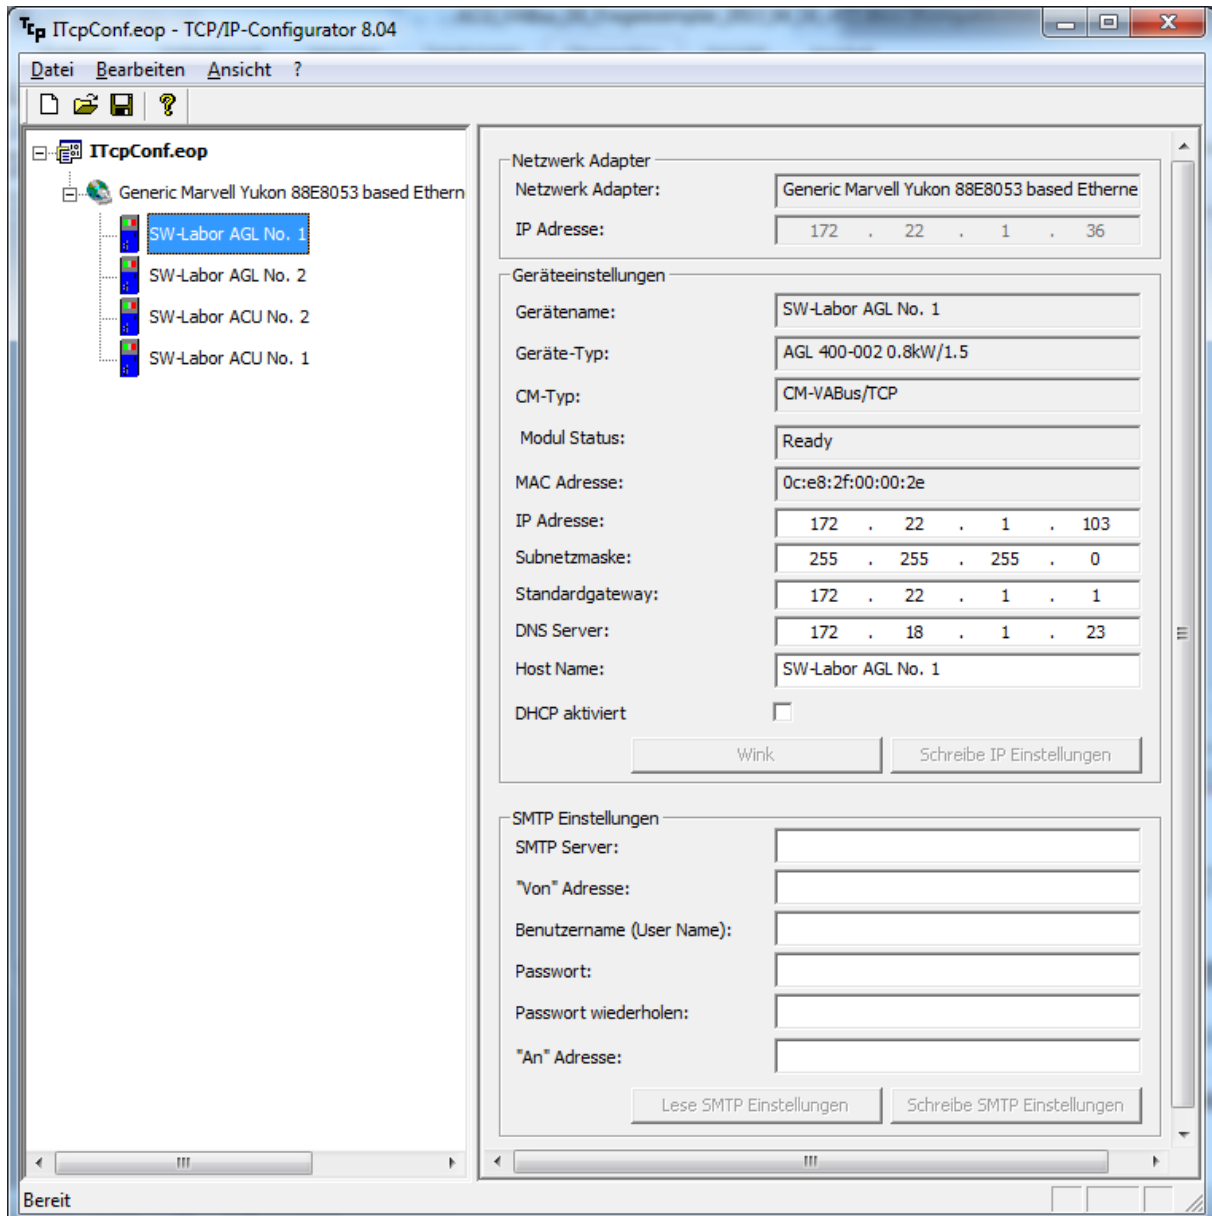 Tcp ITcpConf.eop - TCP/IP-Configurator 8.04
Datei Bearbeiten Ansicht ?
ITcpConf.eop
Generic Marvell Yukon 88E8053 based Ethern
SW-Labor AGL No. 1
SW-Labor AGL No. 2
SW-Labor ACU No. 2
SW-Labor ACU No. 1
Netzwerk Adapter
Netzwerk Adapter: Generic Marvell Yukon 88E8053 based Etherne
IP Adresse: 172 . 22 . 1 . 36
Geräteeinstellungen
Gerätename: SW-Labor AGL No. 1
Geräte-Typ: AGL 400-002 0.8kW/1.5
CM-Typ: CM-VABus/TCP
Modul Status: Ready
MAC Adresse: 0c:e8:2f:00:00:2e
IP Adresse: 172 . 22 . 1 . 103
Subnetzmaske: 255 . 255 . 255 . 0
Standardgateway: 172 . 22 . 1 . 1
DNS Server: 172 . 18 . 1 . 23
Host Name: SW-Labor AGL No. 1
DHCP aktiviert
Wink Schreibe IP Einstellungen
SMTP Einstellungen
SMTP Server:
"Von" Adresse:
Benutzername (User Name):
Passwort:
Passwort wiederholen:
"An" Adresse:
Lese SMTP Einstellungen Schreibe SMTP Einstellungen
Bereit